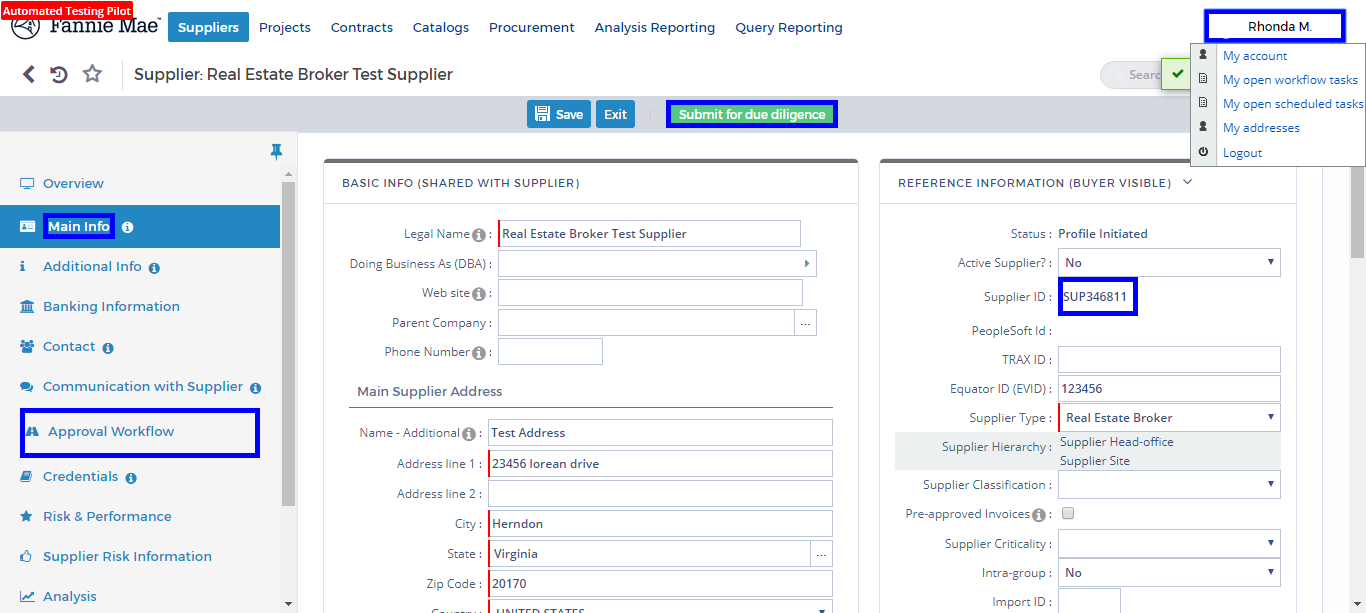 Automated Testing Pilot
Fannie Mae
Suppliers
Projects
Contracts
Catalogs
Procurement
Analysis Reporting
Query Reporting
Rhonda M.
My account
My open workflow tasks
My open scheduled tasks
My addresses
Logout
Supplier: Real Estate Broker Test Supplier
Save
Exit
Submit for due diligence
Overview
Main Info
Additional Info
Banking Information
Contact
Communication with Supplier
Approval Workflow
Credentials
Risk & Performance
Supplier Risk Information
Analysis
BASIC INFO (SHARED WITH SUPPLIER)
Legal Name : Real Estate Broker Test Supplier
Doing Business As (DBA) :
Web site :
Parent Company : ...
Phone Number :
Main Supplier Address
Name - Additional : Test Address
Address line 1 : 23456 lorean drive
Address line 2 :
City : Herndon
State : Virginia ...
Zip Code : 20170
Country : UNITED STATES
REFERENCE INFORMATION (BUYER VISIBLE)
Status : Profile Initiated
Active Supplier? : No
Supplier ID : SUP346811
PeopleSoft Id :
TRAX ID :
Equator ID (EVID) : 123456
Supplier Type : Real Estate Broker
Supplier Hierarchy : Supplier Head-office
Supplier Site
Supplier Classification :
Pre-approved Invoices :
Supplier Criticality :
Intra-group : No
Import ID :